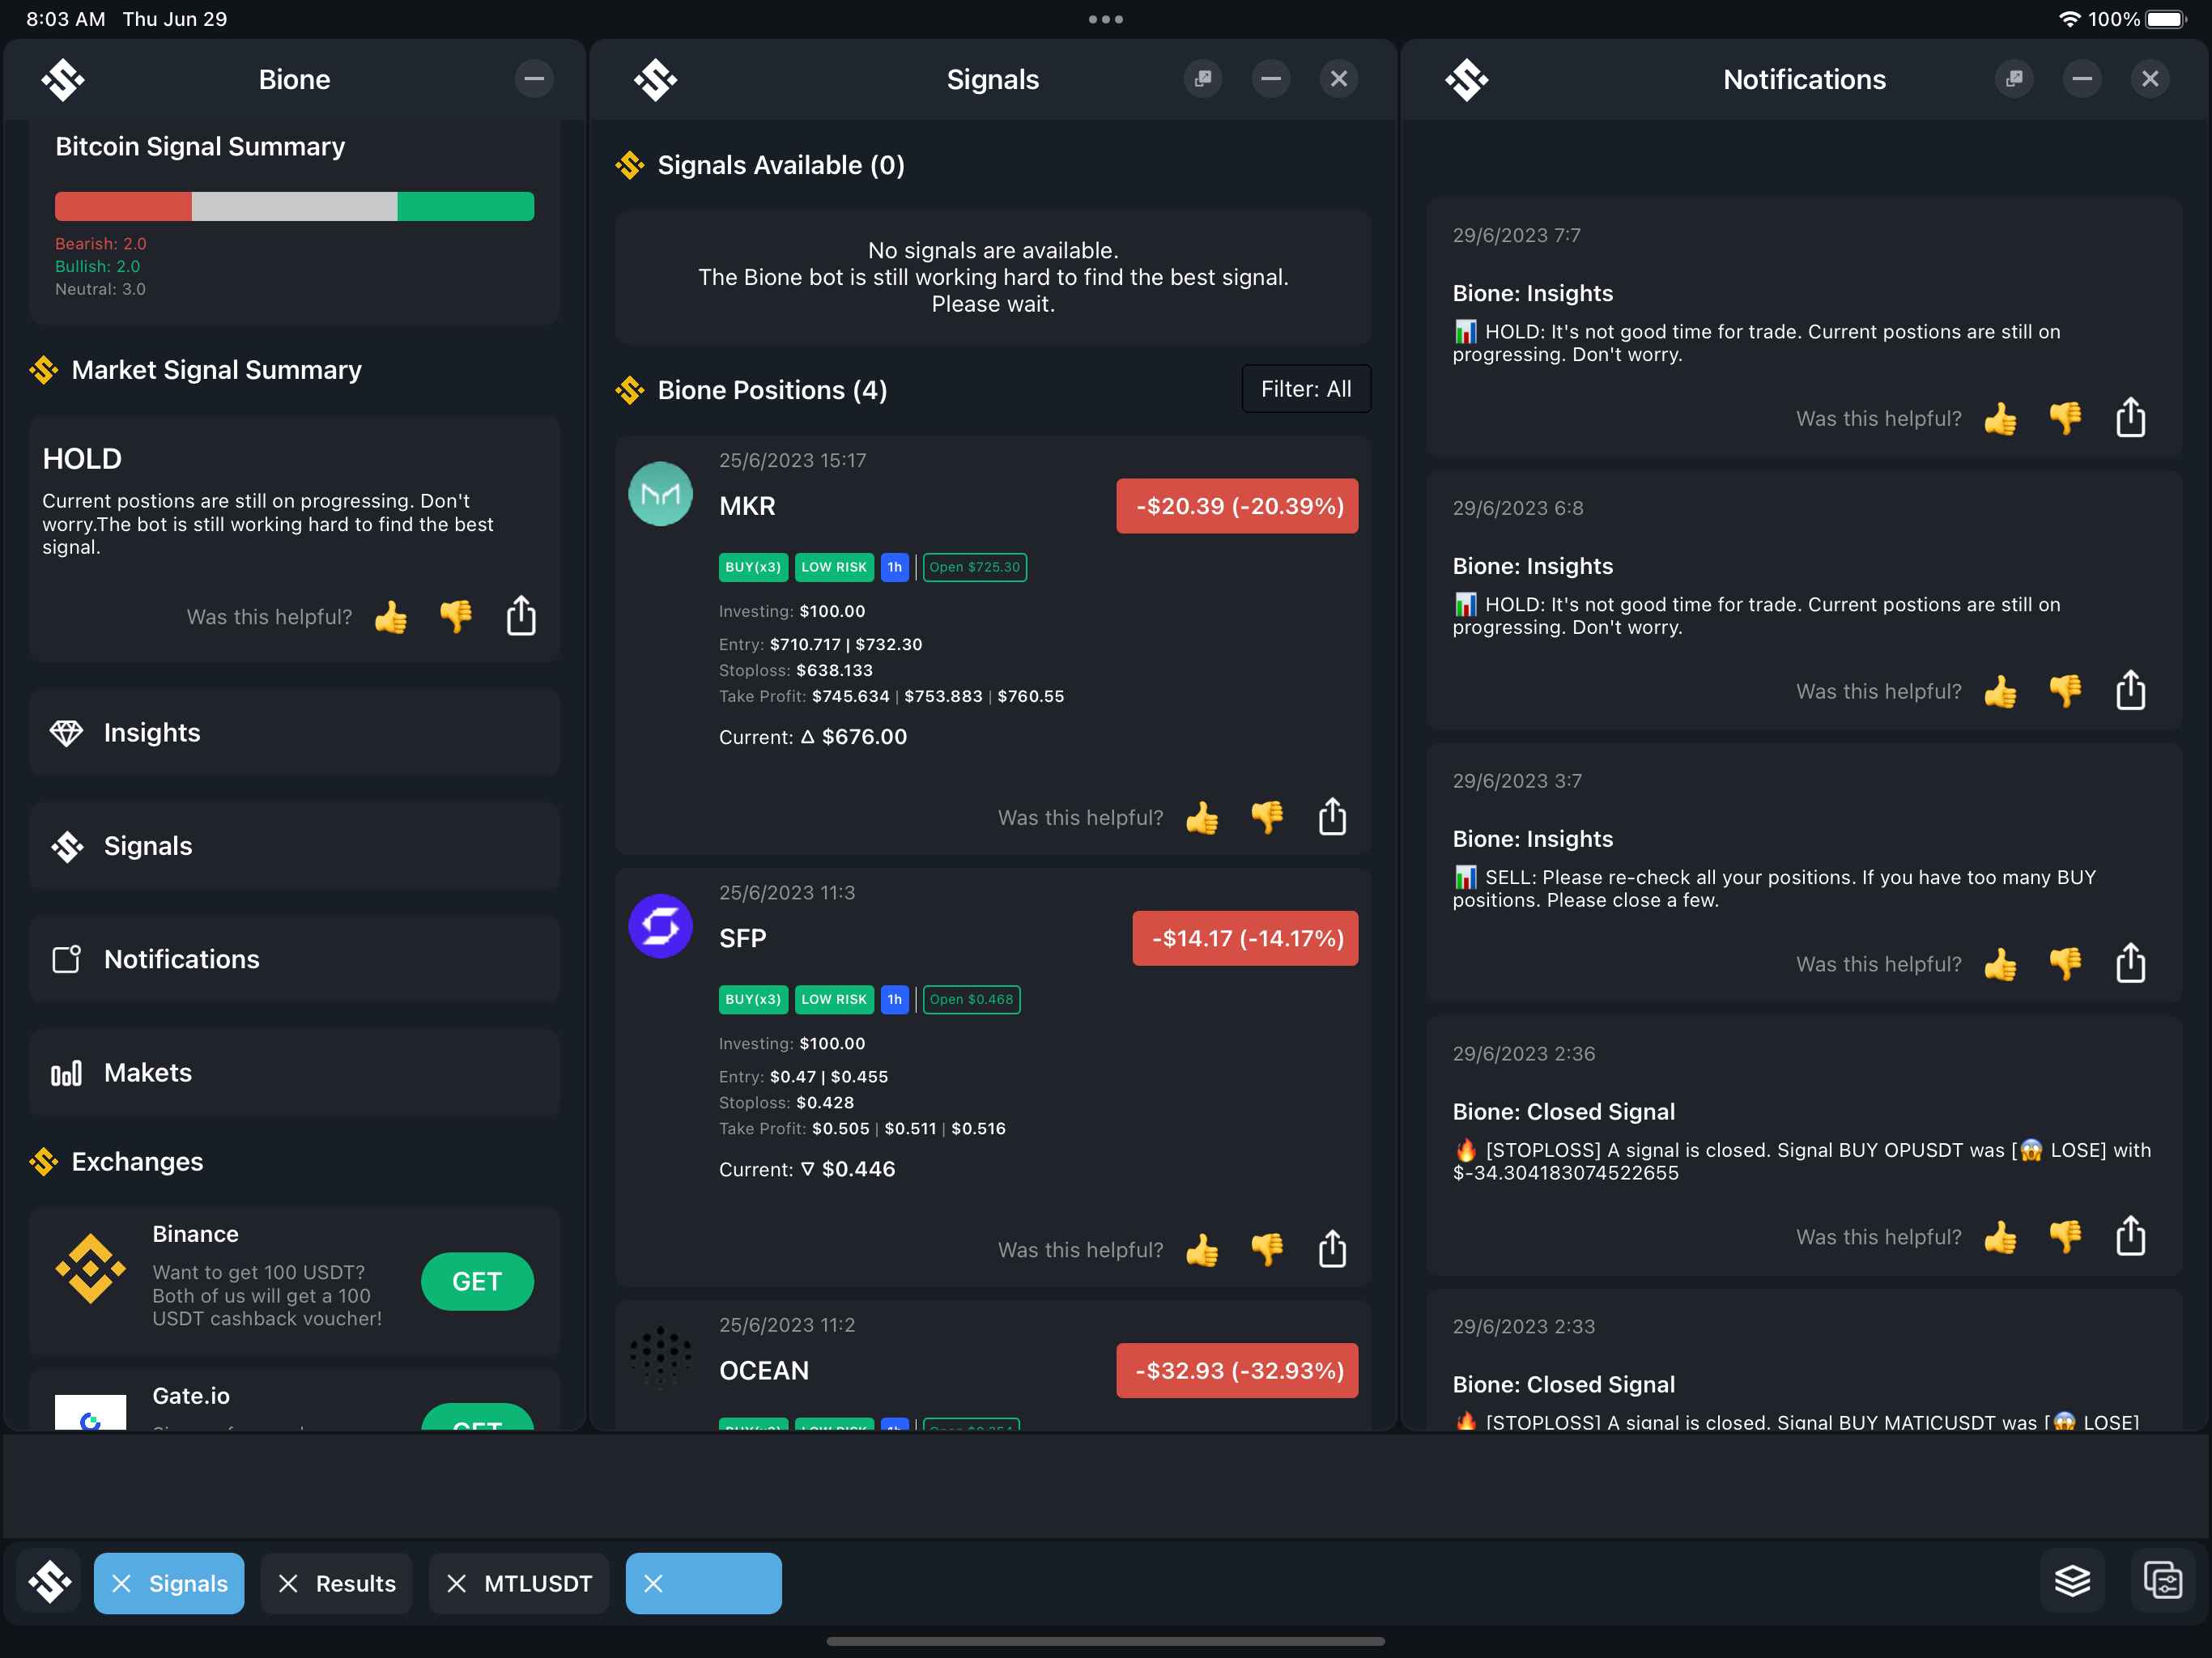 8:03 AM Thu Jun 29
100%
Bione
Bitcoin Signal Summary
Bearish: 2.0
Bullish: 2.0
Neutral: 3.0
Market Signal Summary
HOLD
Current postions are still on progressing. Don't
worry.The bot is still working hard to find the best
signal.
Was this helpful?
Insights
Signals
Notifications
Makets
Exchanges
Binance
Want to get 100 USDT?
Both of us will get a 100
USDT cashback voucher!
GET
Gate.io
GET
Signals
Signals Available (0)
No signals are available.
The Bione bot is still working hard to find the best signal.
Please wait.
Bione Positions (4)
Filter: All
25/6/2023 15:17
MKR
-$20.39 (-20.39%)
BUY(x3) LOW RISK 1h | Open $725.30
Investing: $100.00
Entry: $710.717 | $732.30
Stoploss: $638.133
Take Profit: $745.634 | $753.883 | $760.55
Current: △ $676.00
Was this helpful?
25/6/2023 11:3
SFP
-$14.17 (-14.17%)
BUY(x3) LOW RISK 1h | Open $0.468
Investing: $100.00
Entry: $0.47 | $0.455
Stoploss: $0.428
Take Profit: $0.505 | $0.511 | $0.516
Current: ▽ $0.446
Was this helpful?
25/6/2023 11:2
OCEAN
-$32.93 (-32.93%)
BUY(x3) LOW RISK 1h
Notifications
29/6/2023 7:7
Bione: Insights
📊 HOLD: It's not good time for trade. Current postions are still on
progressing. Don't worry.
Was this helpful?
29/6/2023 6:8
Bione: Insights
📊 HOLD: It's not good time for trade. Current postions are still on
progressing. Don't worry.
Was this helpful?
29/6/2023 3:7
Bione: Insights
📊 SELL: Please re-check all your positions. If you have too many BUY
positions. Please close a few.
Was this helpful?
29/6/2023 2:36
Bione: Closed Signal
🔥 [STOPLOSS] A signal is closed. Signal BUY OPUSDT was [😱 LOSE] with
$-34.304183074522655
Was this helpful?
29/6/2023 2:33
Bione: Closed Signal
🔥 [STOPLOSS] A signal is closed. Signal BUY MATICUSDT was [😱 LOSE]
Signals
Results
MTLUSDT